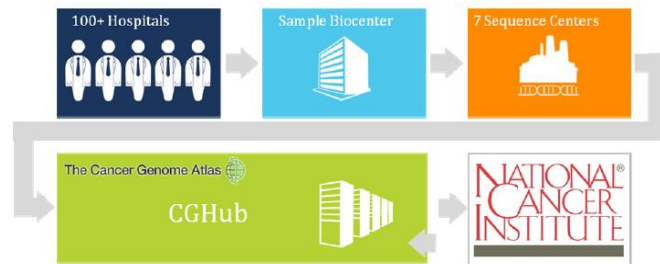 100+ Hospitals
Sample Biocenter
7 Sequence Centers
The Cancer Genome Atlas
CGHub
NATIONAL®
CANCER
INSTITUTE